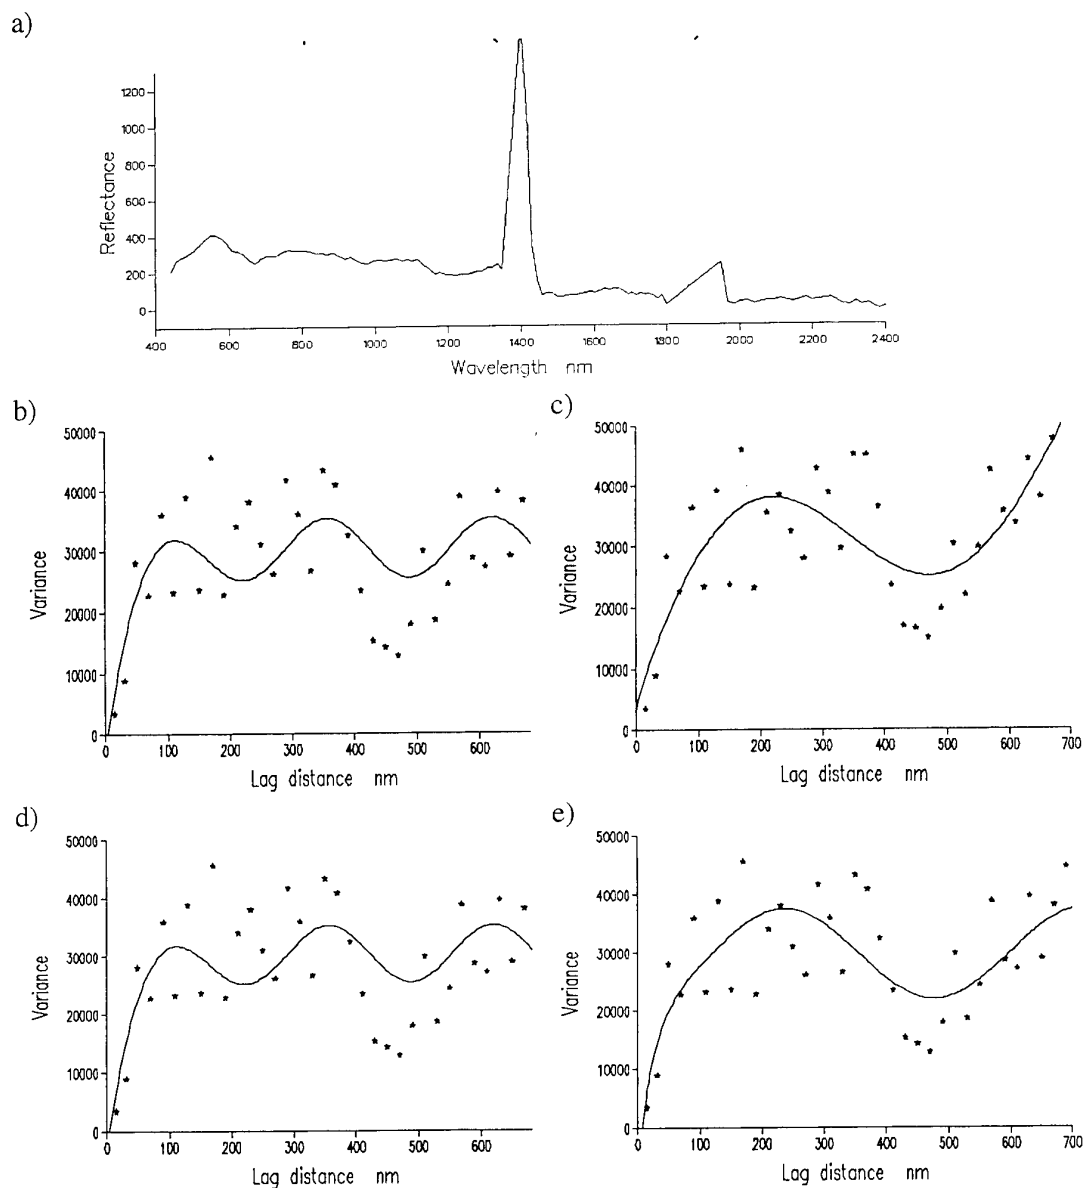 a)
1200
1000
800
600
400
200
0
Reflectance
400 600 800 1000 1200 1400 1600 1800 2000 2200 2400
Wavelength nm
b)
50000
40000
30000
20000
10000
0
Variance
0 100 200 300 400 500 600
Lag distance nm
c)
50000
40000
30000
20000
10000
0
Variance
0 100 200 300 400 500 600 700
Lag distance nm
d)
50000
40000
30000
20000
10000
0
Variance
0 100 200 300 400 500 600
Lag distance nm
e)
50000
40000
30000
20000
10000
0
Variance
0 100 200 300 400 500 600 700
Lag distance nm